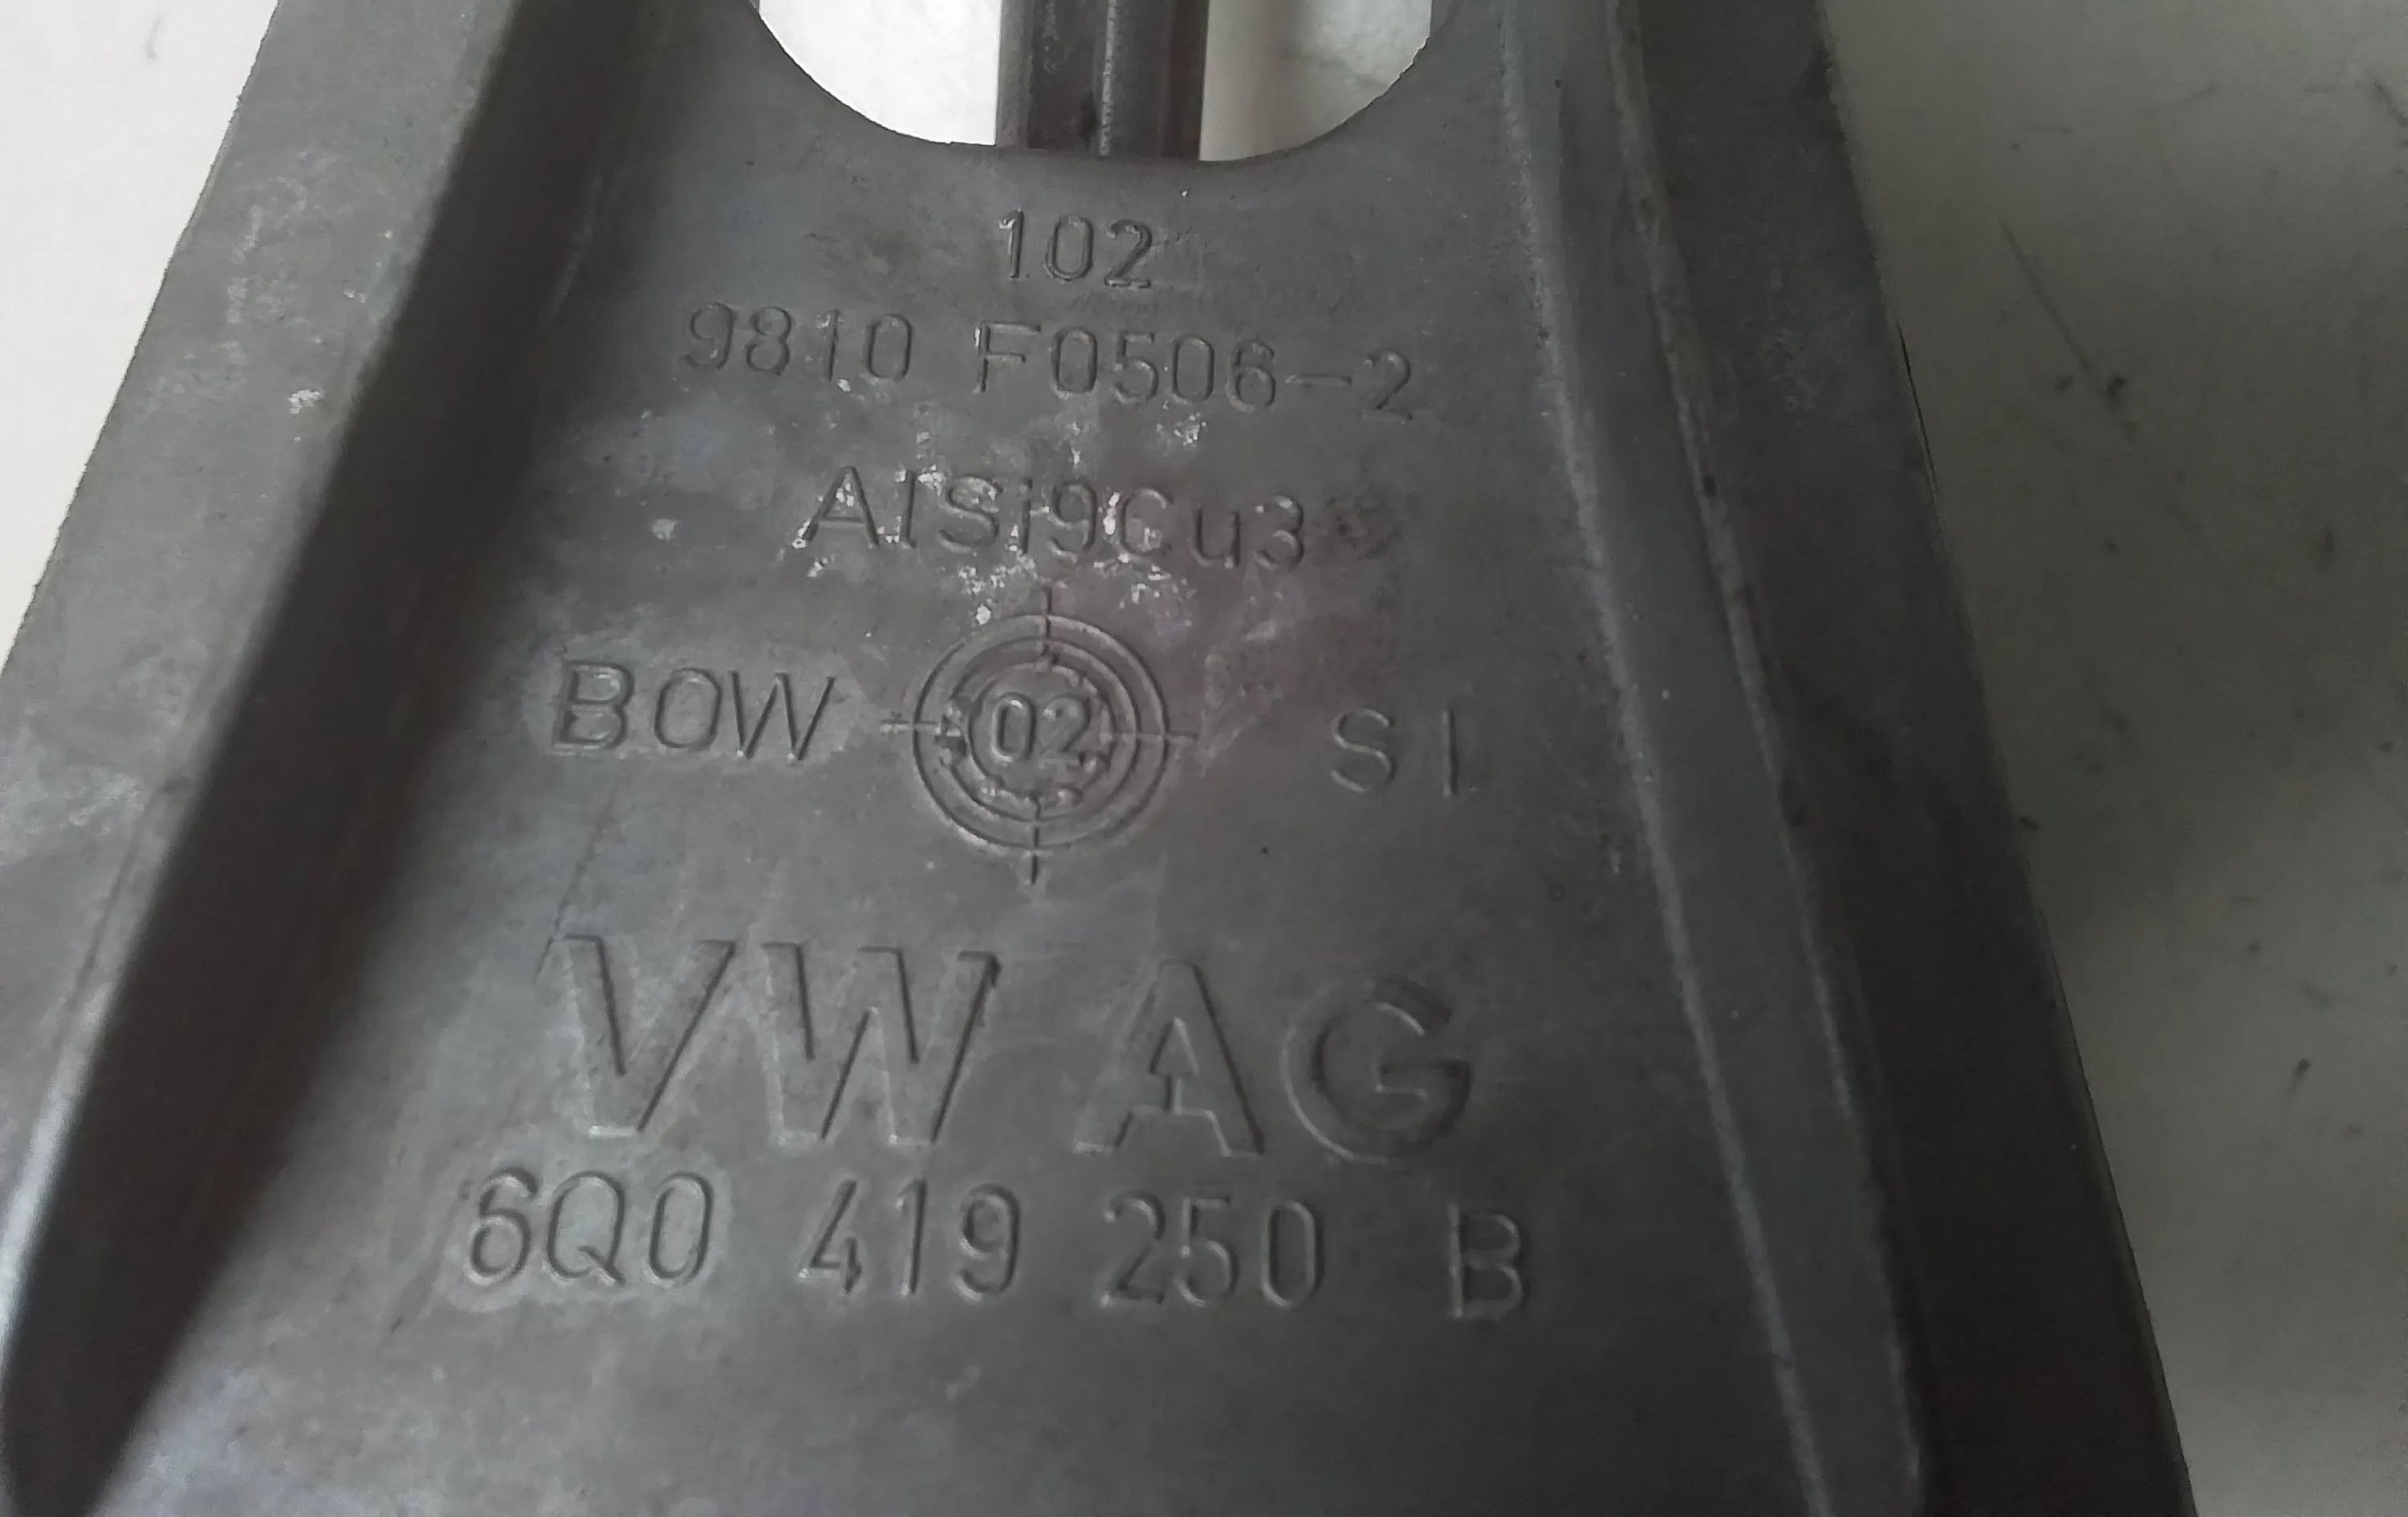 102
9810 F0506-2
AlSi9Cu3
BOW 02 SI
VW AG
6Q0 419 250 B